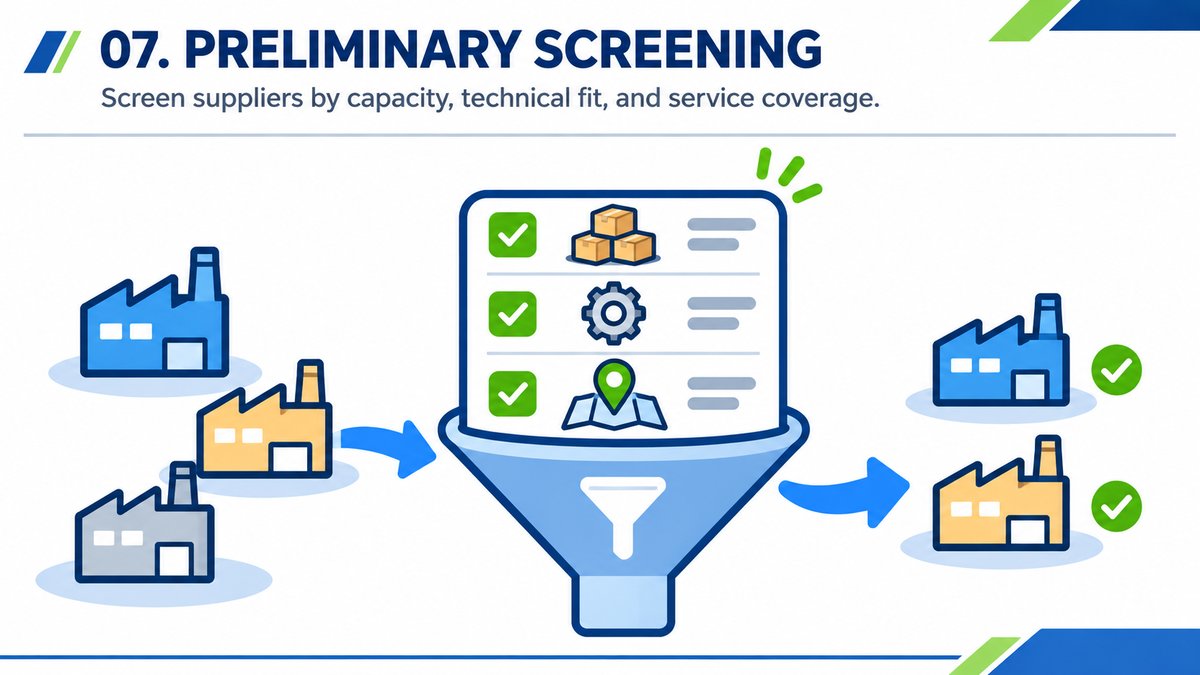 07. PRELIMINARY SCREENING
Screen suppliers by capacity, technical fit, and service coverage.